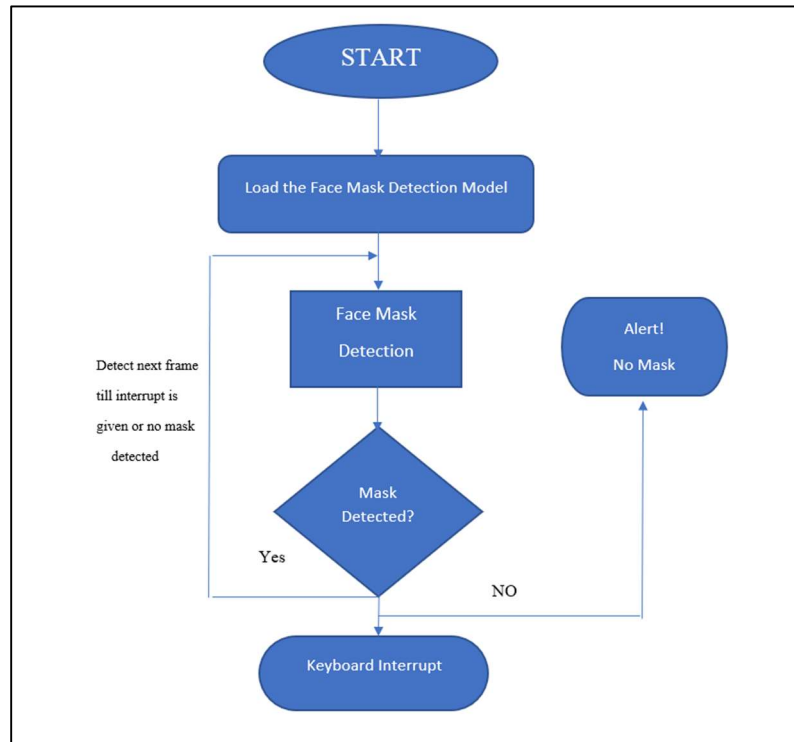 START
Load the Face Mask Detection Model
Face Mask
Detection
Alert!
No Mask
Detect next frame
till interrupt is
given or no mask
detected
Mask
Detected?
Yes
NO
Keyboard Interrupt